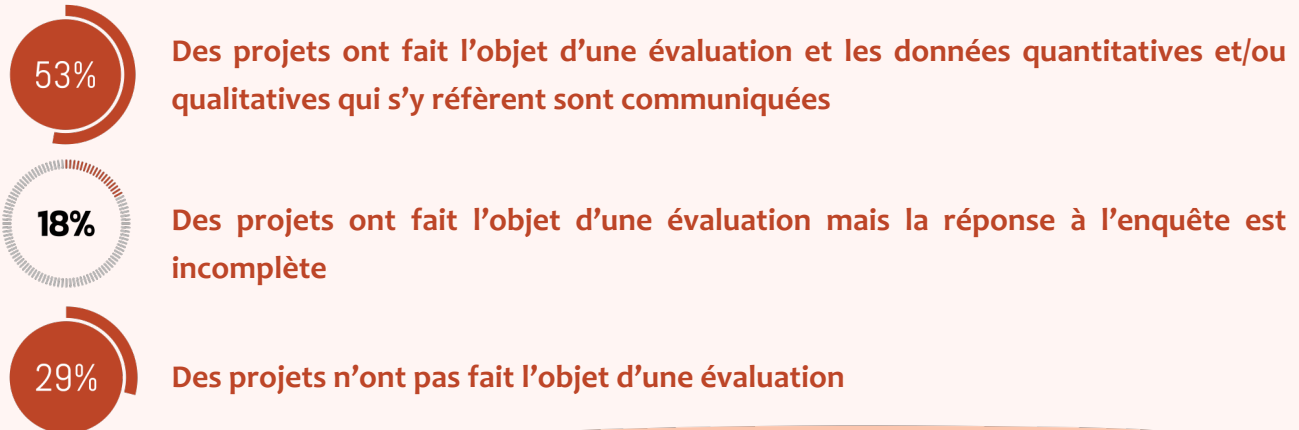 53%
Des projets ont fait l’objet d’une évaluation et les données quantitatives et/ou
qualitatives qui s’y réfèrent sont communiquées
18%
Des projets ont fait l’objet d’une évaluation mais la réponse à l’enquête est
incomplète
29%
Des projets n’ont pas fait l’objet d’une évaluation